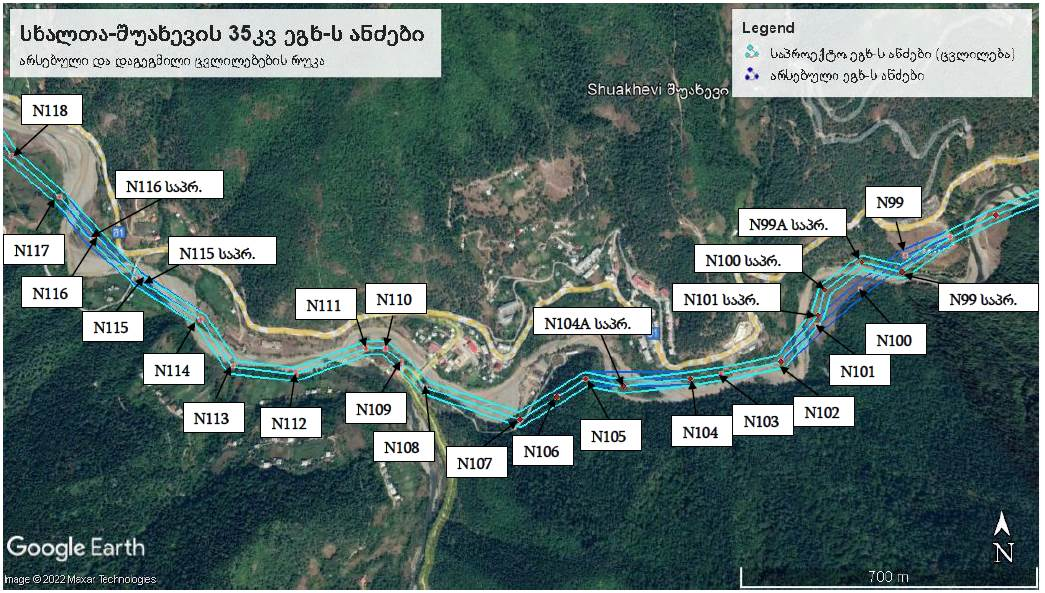 სხალთა-შუახევის 35კვ ეგხ-ს ანძები
არსებული და დაგეგმილი ცვლილებების რუკა
Legend
საპროექტო ეგხ-ს ანძები (ცვლილება)
არსებული ეგხ-ს ანძები
Shuakhevi შუახევი
N118
N116 საპრ.
შ1
N117
N116
N115 საპრ.
N115
N114
N113
N112
N111
N110
N109
N108
N107
N106
N105
N104A საპრ.
N104
N103
N102
N101
N100
N101 საპრ.
N100 საპრ.
N99A საპრ.
N99
N99 საპრ.
Google Earth
Image © 2022 Maxar Technologies
N
700 m